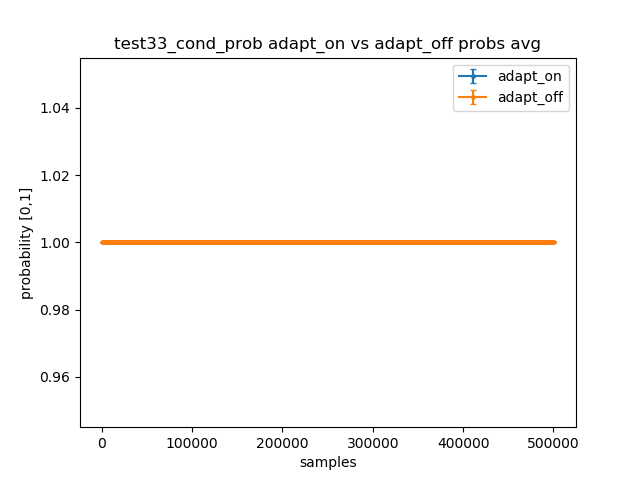 test33_cond_prob adapt_on vs adapt_off probs avg
adapt_on
adapt_off
1.04
1.02
1.00
0.98
0.96
probability [0,1]
0 100000 200000 300000 400000 500000
samples